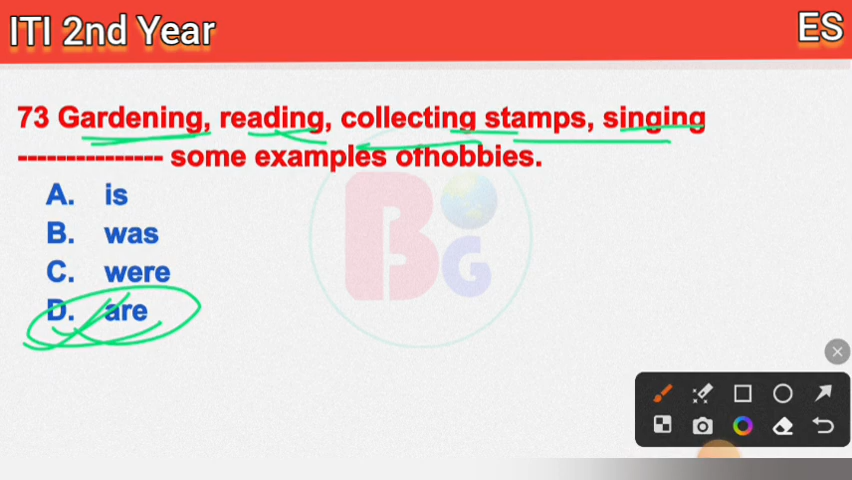 ITI 2nd Year
ES
73 Gardening, reading, collecting stamps, singing
--------------- some examples ofhobbies.
A. is
B. was
C. were
D. are
B
G